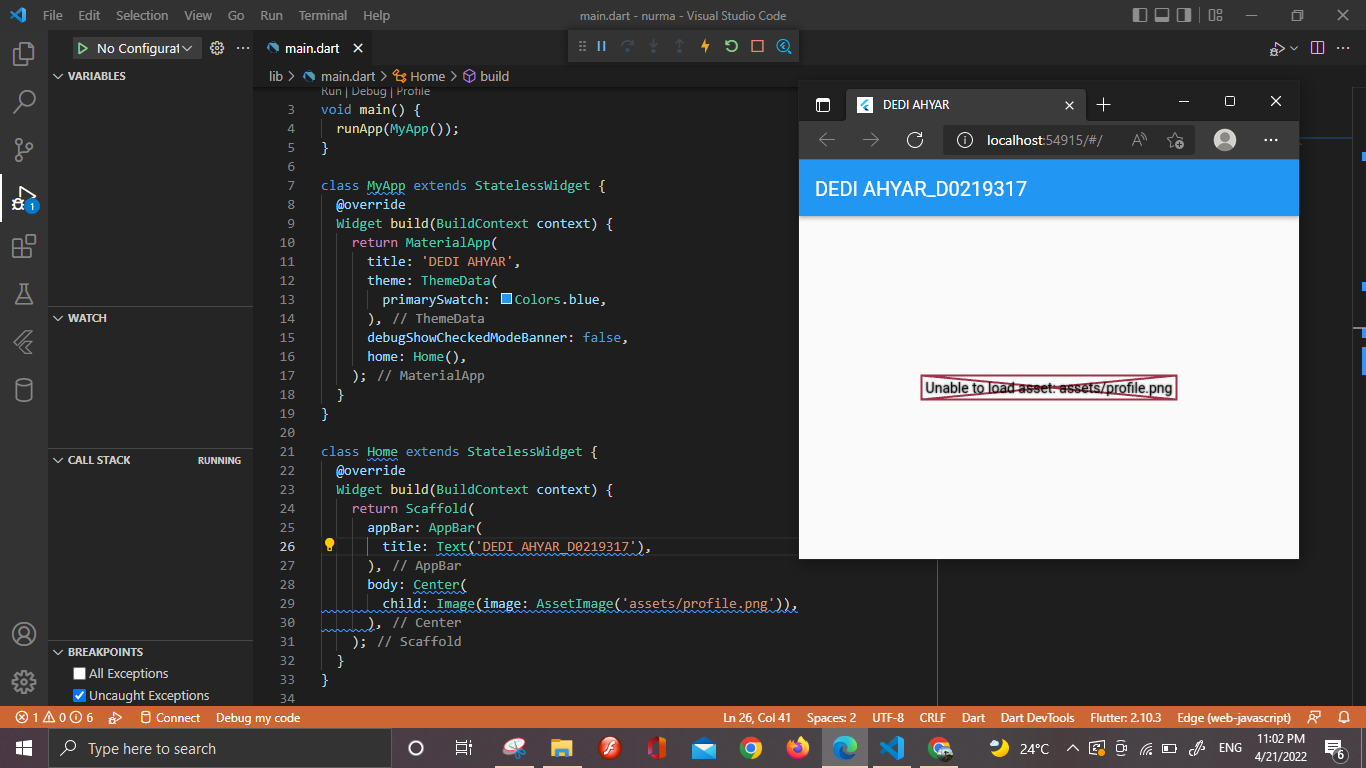 File Edit Selection View Go Run Terminal Help
main.dart - nurma - Visual Studio Code
No Configurat
main.dart
lib > main.dart > Home > build
VARIABLES
WATCH
CALL STACK RUNNING
BREAKPOINTS
All Exceptions
Uncaught Exceptions
1
Run | Debug | Profile
3 void main() {
4 runApp(MyApp());
5 }
6
7 class MyApp extends StatelessWidget {
8 @override
9 Widget build(BuildContext context) {
10 return MaterialApp(
11 title: 'DEDI AHYAR',
12 theme: ThemeData(
13 primarySwatch: Colors.blue,
14 ), // ThemeData
15 debugShowCheckedModeBanner: false,
16 home: Home(),
17 ); // MaterialApp
18 }
19 }
20
21 class Home extends StatelessWidget {
22 @override
23 Widget build(BuildContext context) {
24 return Scaffold(
25 appBar: AppBar(
26 title: Text('DEDI AHYAR_D0219317'),
27 ), // AppBar
28 body: Center(
29 child: Image(image: AssetImage('assets/profile.png')),
30 ), // Center
31 ); // Scaffold
32 }
33 }
34
DEDI AHYAR
localhost:54915/#/
DEDI AHYAR_D0219317
Unable to load asset: assets/profile.png
1 0 6 Connect Debug my code
Ln 26, Col 41 Spaces: 2 UTF-8 CRLF Dart Dart DevTools Flutter: 2.10.3 Edge (web-javascript)
Type here to search
24°C
ENG
11:02 PM
4/21/2022
6